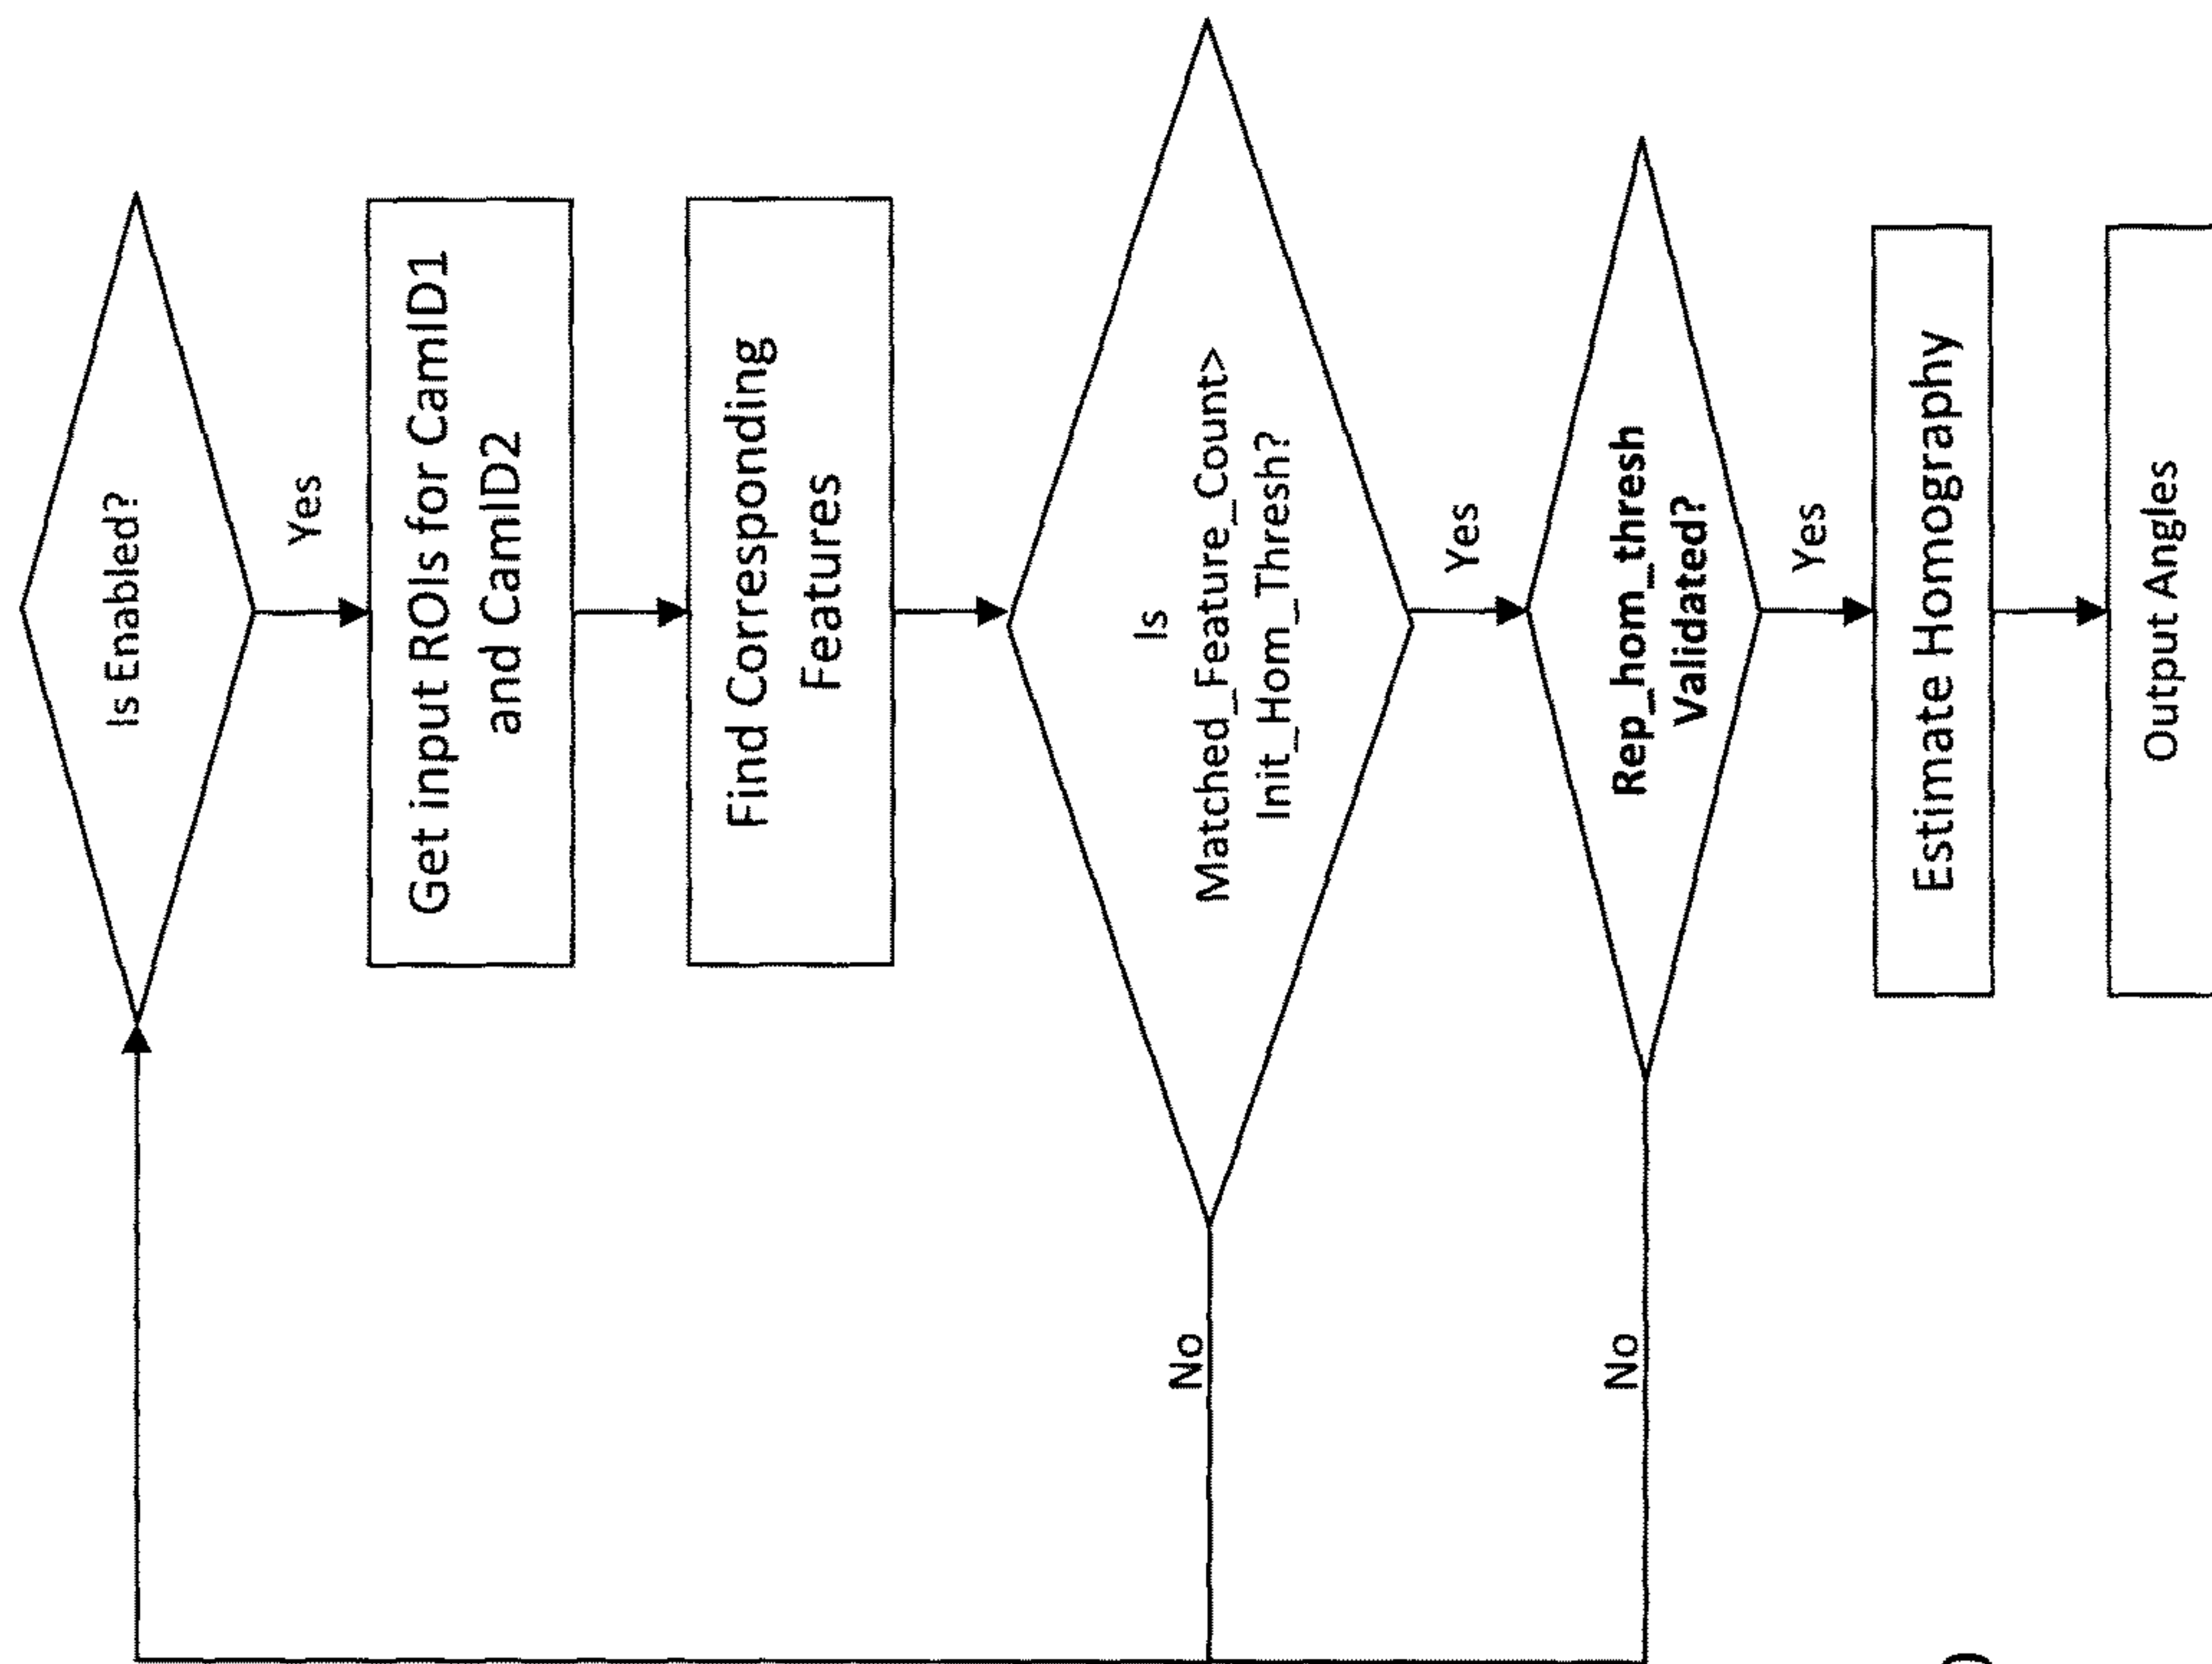 Is Enabled?
Yes
Get input ROIs for CamID1
and CamID2
Find Corresponding
Features
Is
Matched_Feature_Count>
Init_Hom_Thresh?
No
Yes
Rep_hom_thresh
Validated?
No
Yes
Estimate Homography
Output Angles